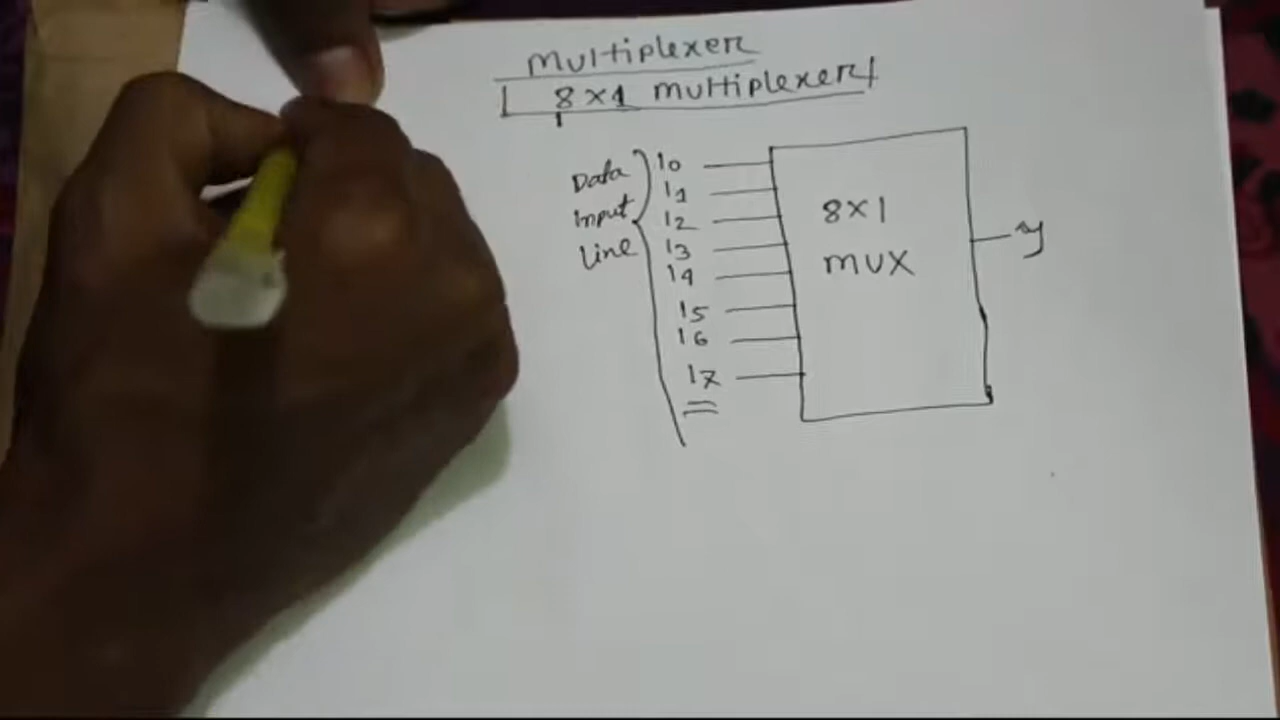 Multiplexer
8×1 multiplexer
Data
Input
Line
I0
I1
I2
I3
I4
I5
I6
I7
8×1
MUX
y